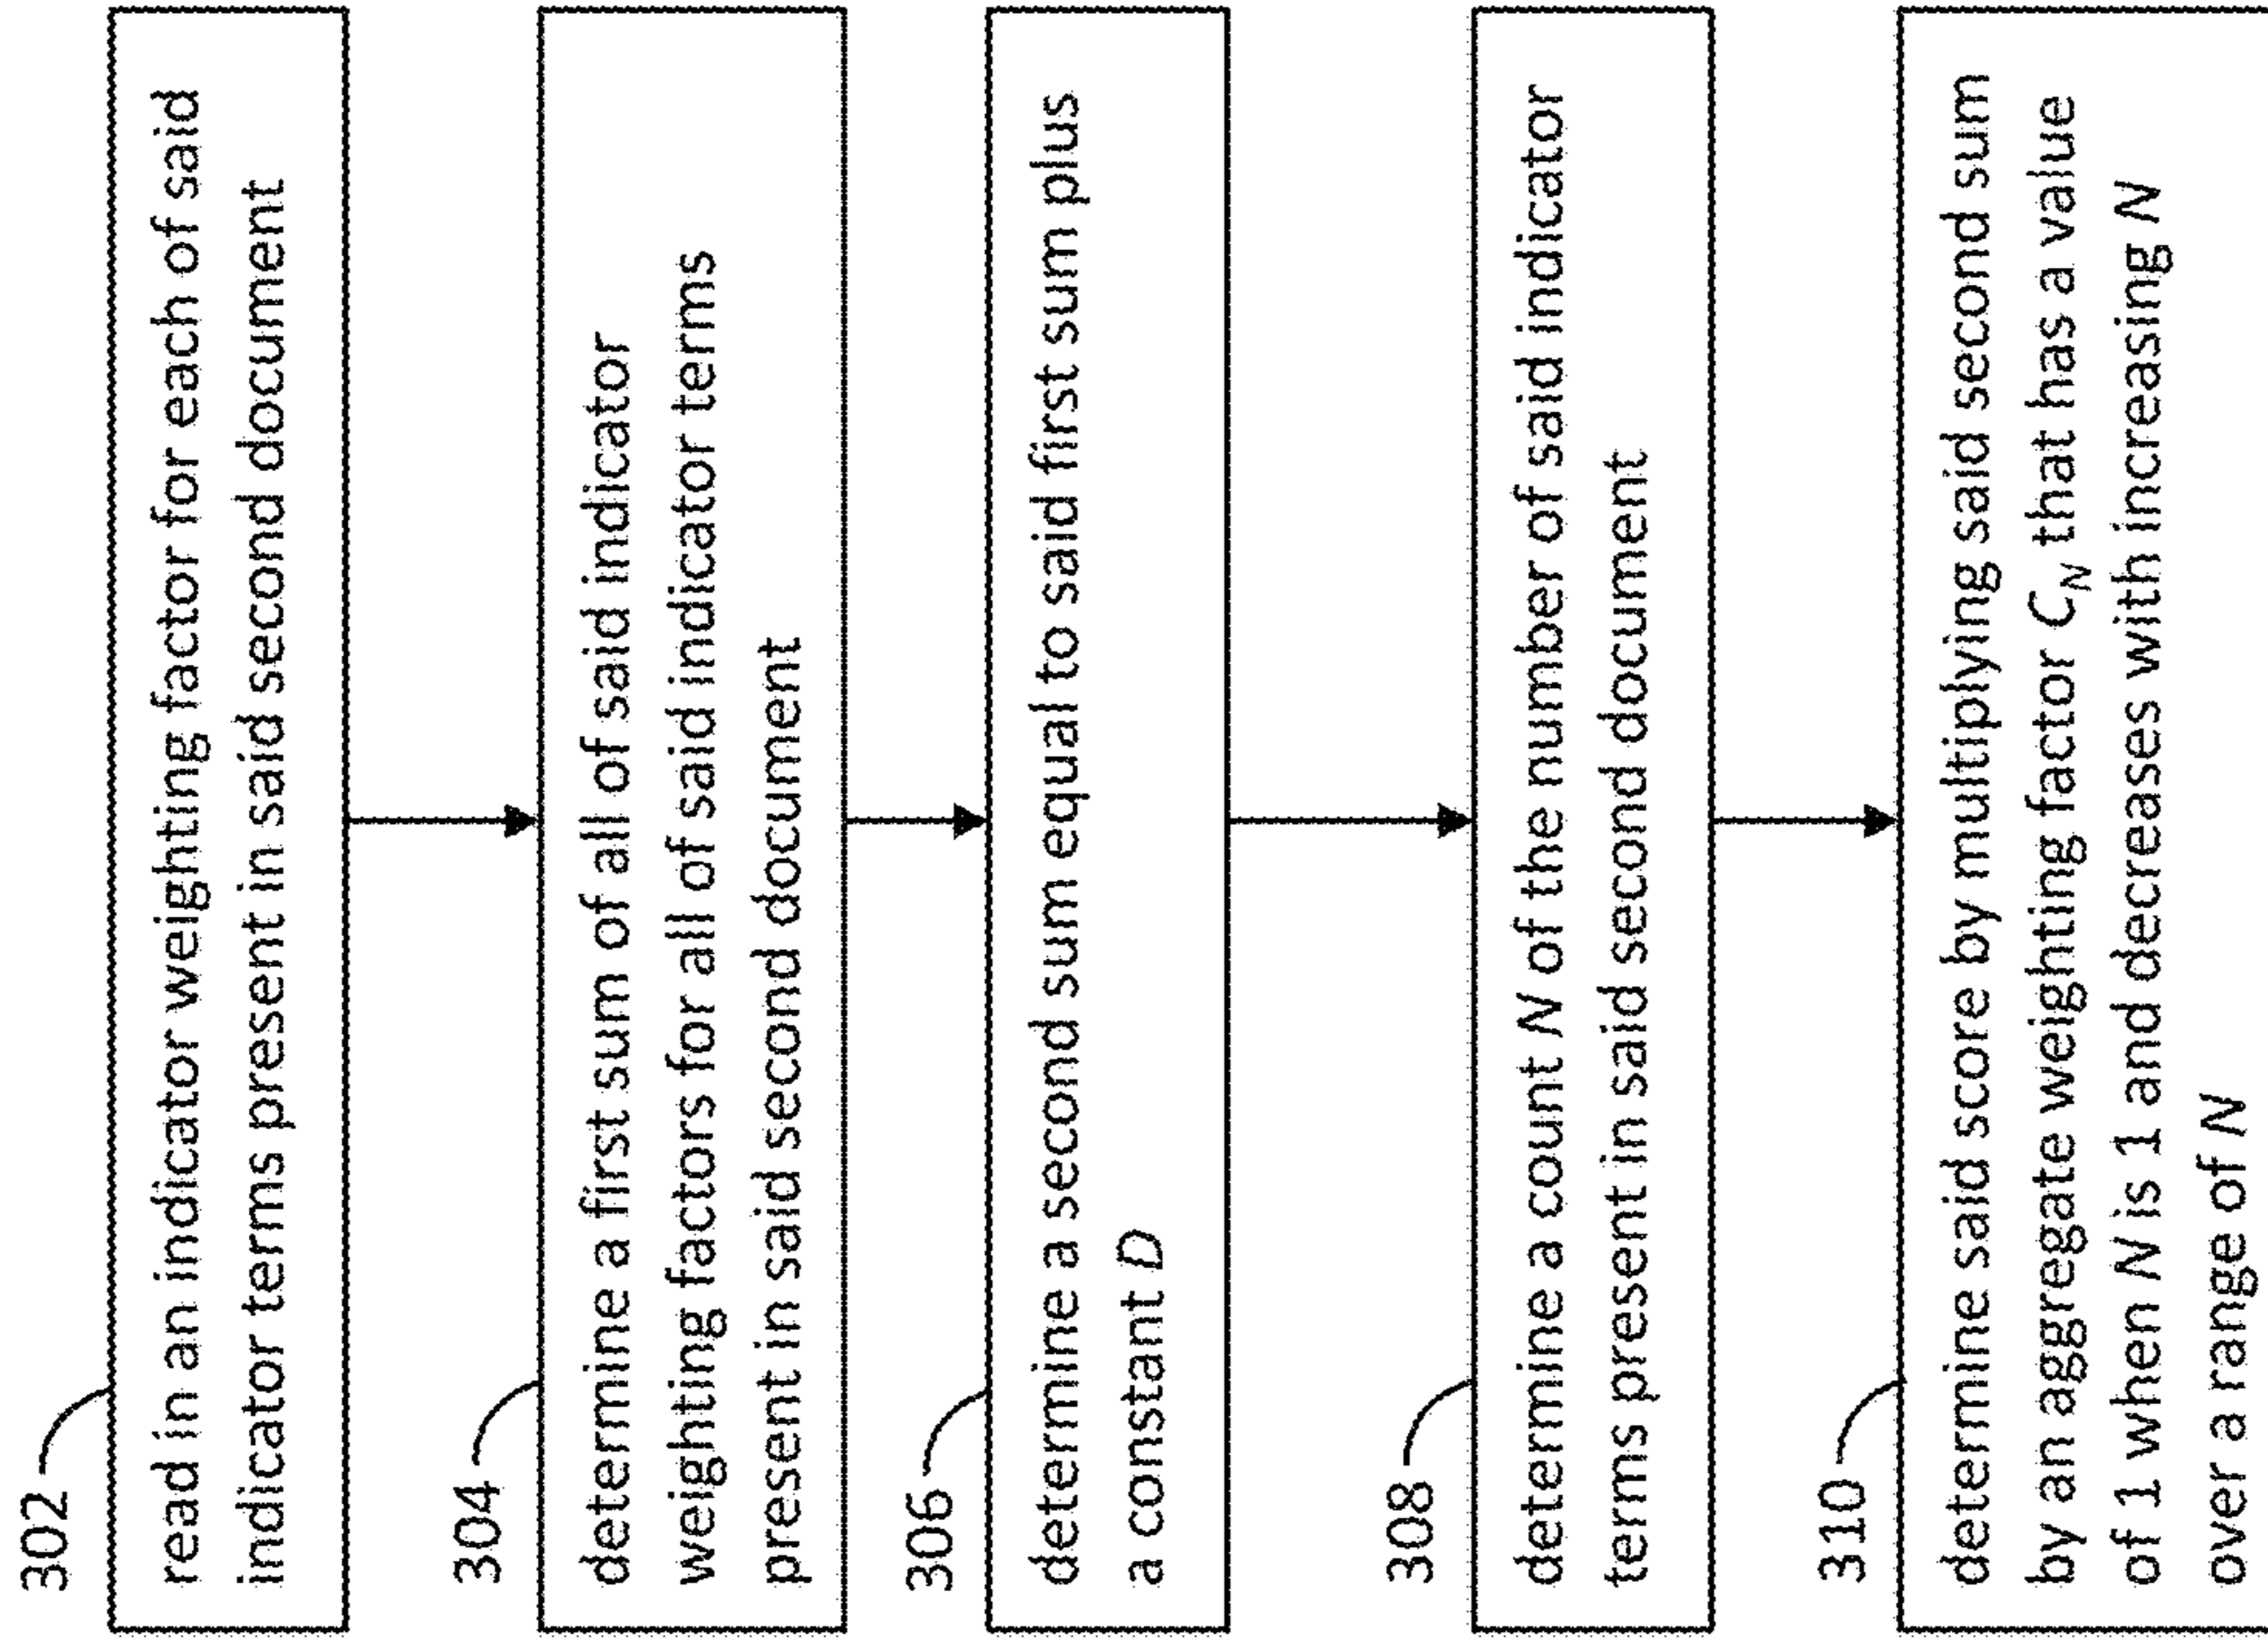 302
read in an indicator weighting factor for each of said
indicator terms present in said second document
304
determine a first sum of all of said indicator
weighting factors for all of said indicator terms
present in said second document
306
determine a second sum equal to said first sum plus
a constant D
308
determine a count N of the number of said indicator
terms present in said second document
310
determine said score by multiplying said second sum
by an aggregate weighting factor C_N that has a value
of 1 when N is 1 and decreases with increasing N
over a range of N